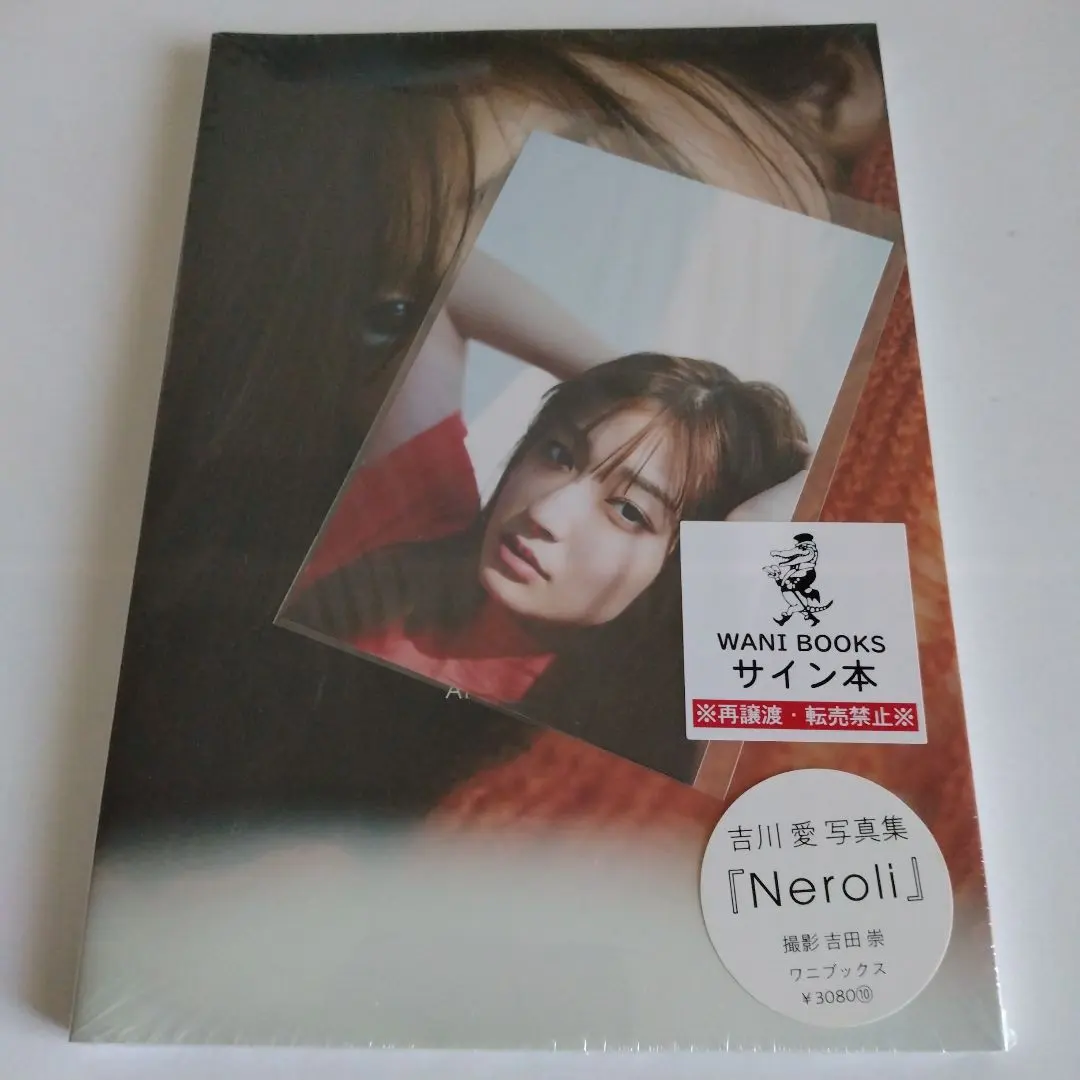 WANI BOOKS
サイン本
※再譲渡・転売禁止※
吉川 愛 写真集
『Neroli』
撮影 吉田 崇
ワニブックス
¥3080⑩